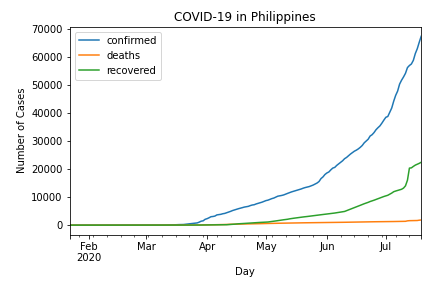 COVID-19 in Philippines
confirmed
deaths
recovered
Number of Cases
70000
60000
50000
40000
30000
20000
10000
0
Feb Mar Apr May Jun Jul
2020
Day